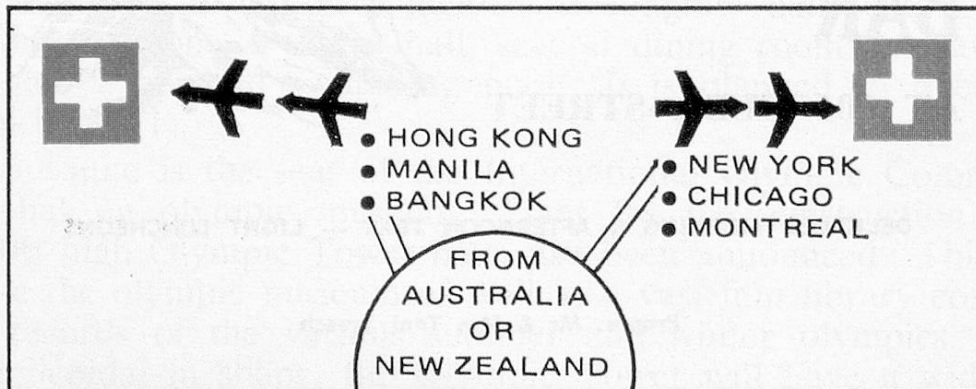 • HONG KONG
• MANILA
• BANGKOK
• NEW YORK
• CHICAGO
• MONTREAL
FROM
AUSTRALIA
OR
NEW ZEALAND